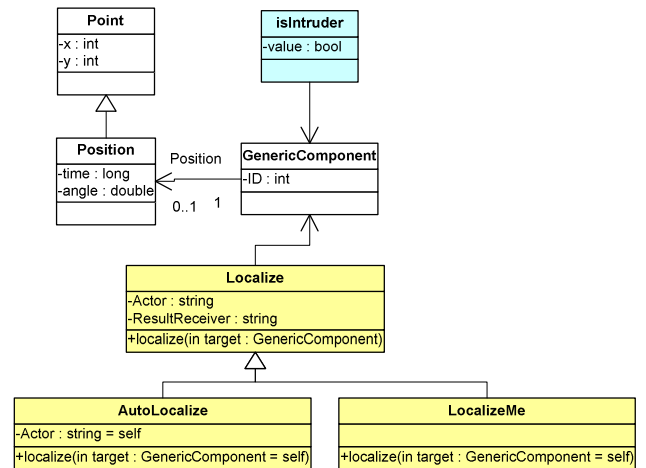 Point
-x : int
-y : int
isIntruder
-value : bool
Position
-time : long
-angle : double
Position
0..1
1
GenericComponent
-ID : int
Localize
-Actor : string
-ResultReceiver : string
+localize(in target : GenericComponent)
AutoLocalize
-Actor : string = self
+localize(in target : GenericComponent = self)
LocalizeMe
+localize(in target : GenericComponent = self)